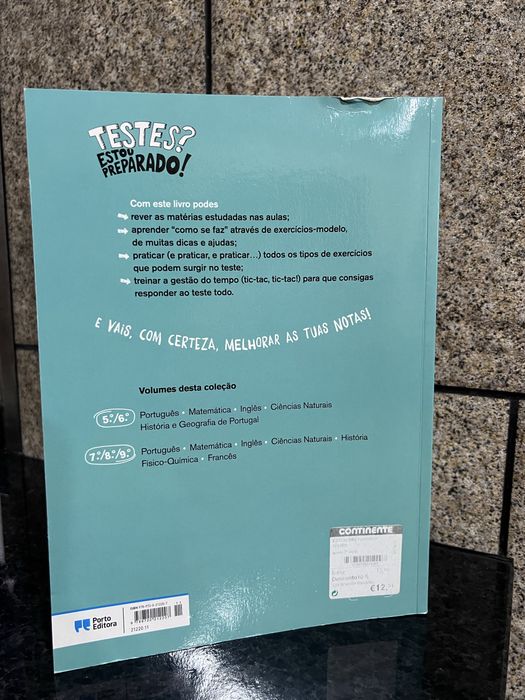 TESTES?
ESTOU
PREPARADO!
Com este livro podes
rever as matérias estudadas nas aulas;
aprender "como se faz" através de exercícios-modelo,
de muitas dicas e ajudas;
praticar (e praticar, e praticar...) todos os tipos de exercícios
que podem surgir no teste;
treinar a gestão do tempo (tic-tac, tic-tac!) para que consigas
responder ao teste todo.
E VAIS, COM CERTEZA, MELHORAR AS TUAS NOTAS!
Volumes desta coleção
5.º/6.º
Português • Matemática • Inglês • Ciências Naturais
História e Geografia de Portugal
7.º/8.º/9.º
Português • Matemática • Inglês • Ciências Naturais • História
Físico-Química • Francês
CONTINENTE
€12,
Porto
Editora
ISBN
21220.11